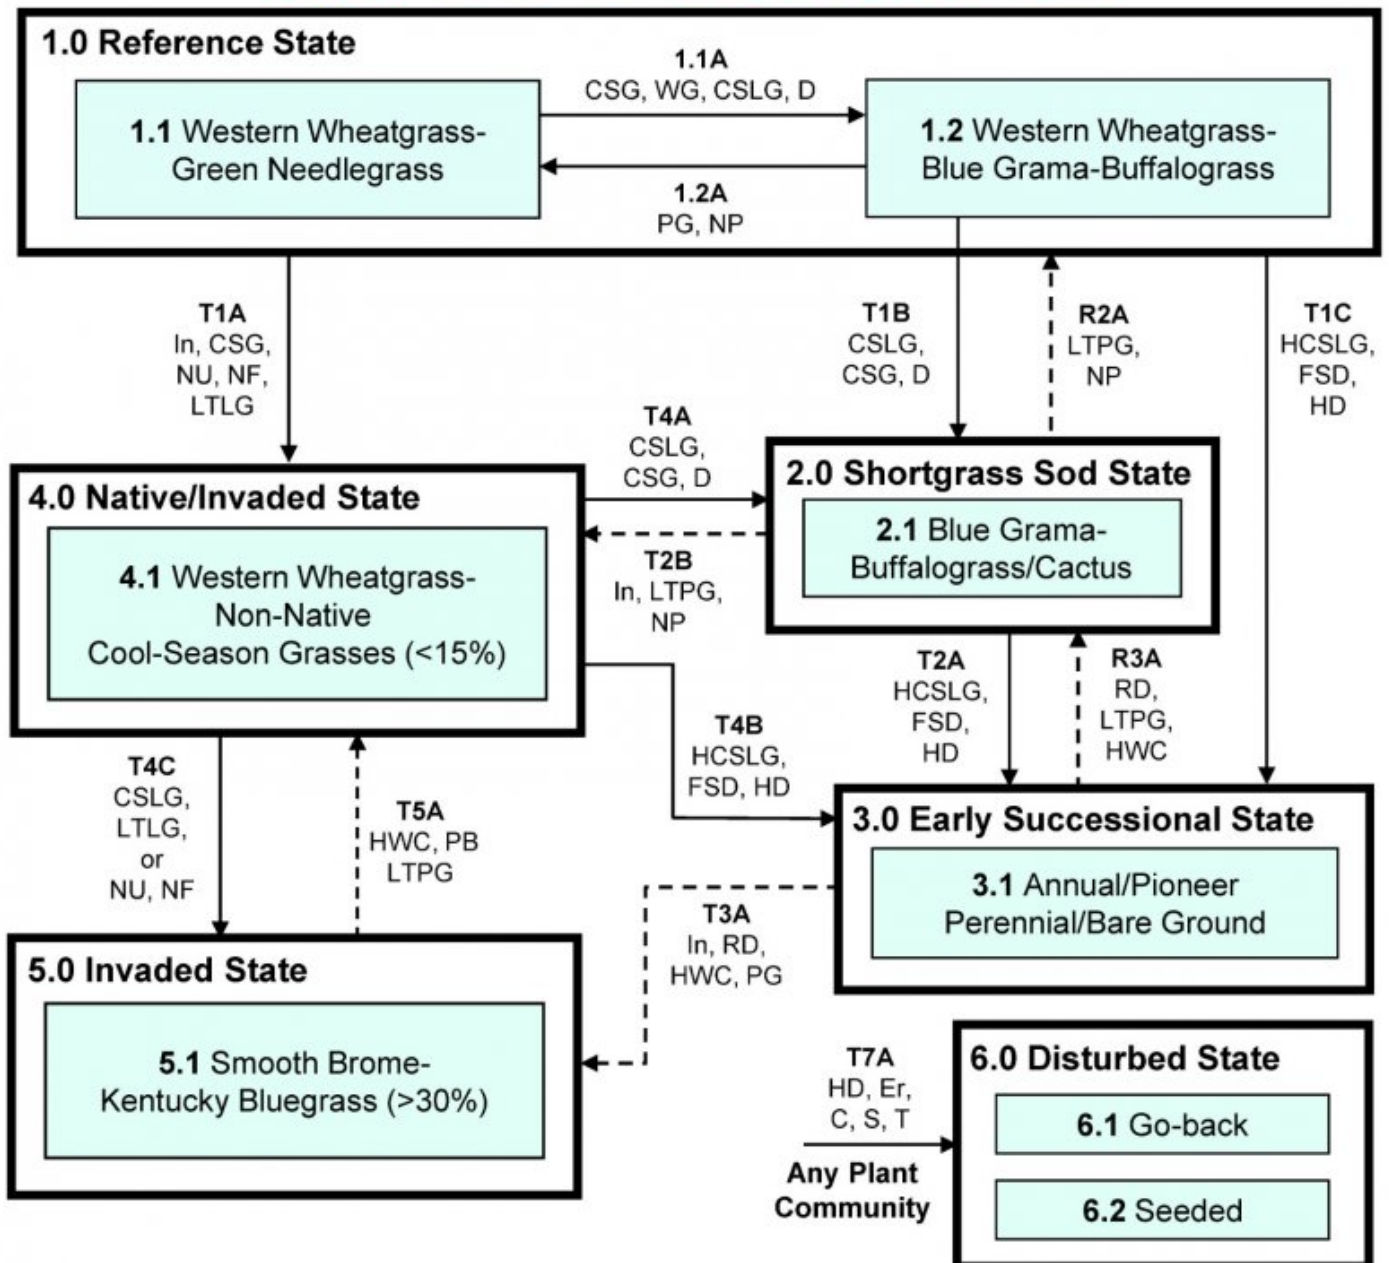 1.0 Reference State
1.1 Western Wheatgrass-
Green Needlegrass
1.1A
CSG, WG, CSLG, D
1.2A
PG, NP
1.2 Western Wheatgrass-
Blue Grama-Buffalograss
T1A
In, CSG,
NU, NF,
LTLG
T1B
CSLG,
CSG, D
R2A
LTPG,
NP
T1C
HCSLG,
FSD,
HD
4.0 Native/Invaded State
4.1 Western Wheatgrass-
Non-Native
Cool-Season Grasses (<15%)
T4A
CSLG,
CSG, D
T2B
In, LTPG,
NP
2.0 Shortgrass Sod State
2.1 Blue Grama-
Buffalograss/Cactus
T2A
HCSLG,
FSD,
HD
R3A
RD,
LTPG,
HWC
T4B
HCSLG,
FSD, HD
T4C
CSLG,
LTLG,
or
NU, NF
T5A
HWC, PB
LTPG
3.0 Early Successional State
3.1 Annual/Pioneer
Perennial/Bare Ground
T3A
In, RD,
HWC, PG
5.0 Invaded State
5.1 Smooth Brome-
Kentucky Bluegrass (>30%)
T7A
HD, Er,
C, S, T
Any Plant
Community
6.0 Disturbed State
6.1 Go-back
6.2 Seeded